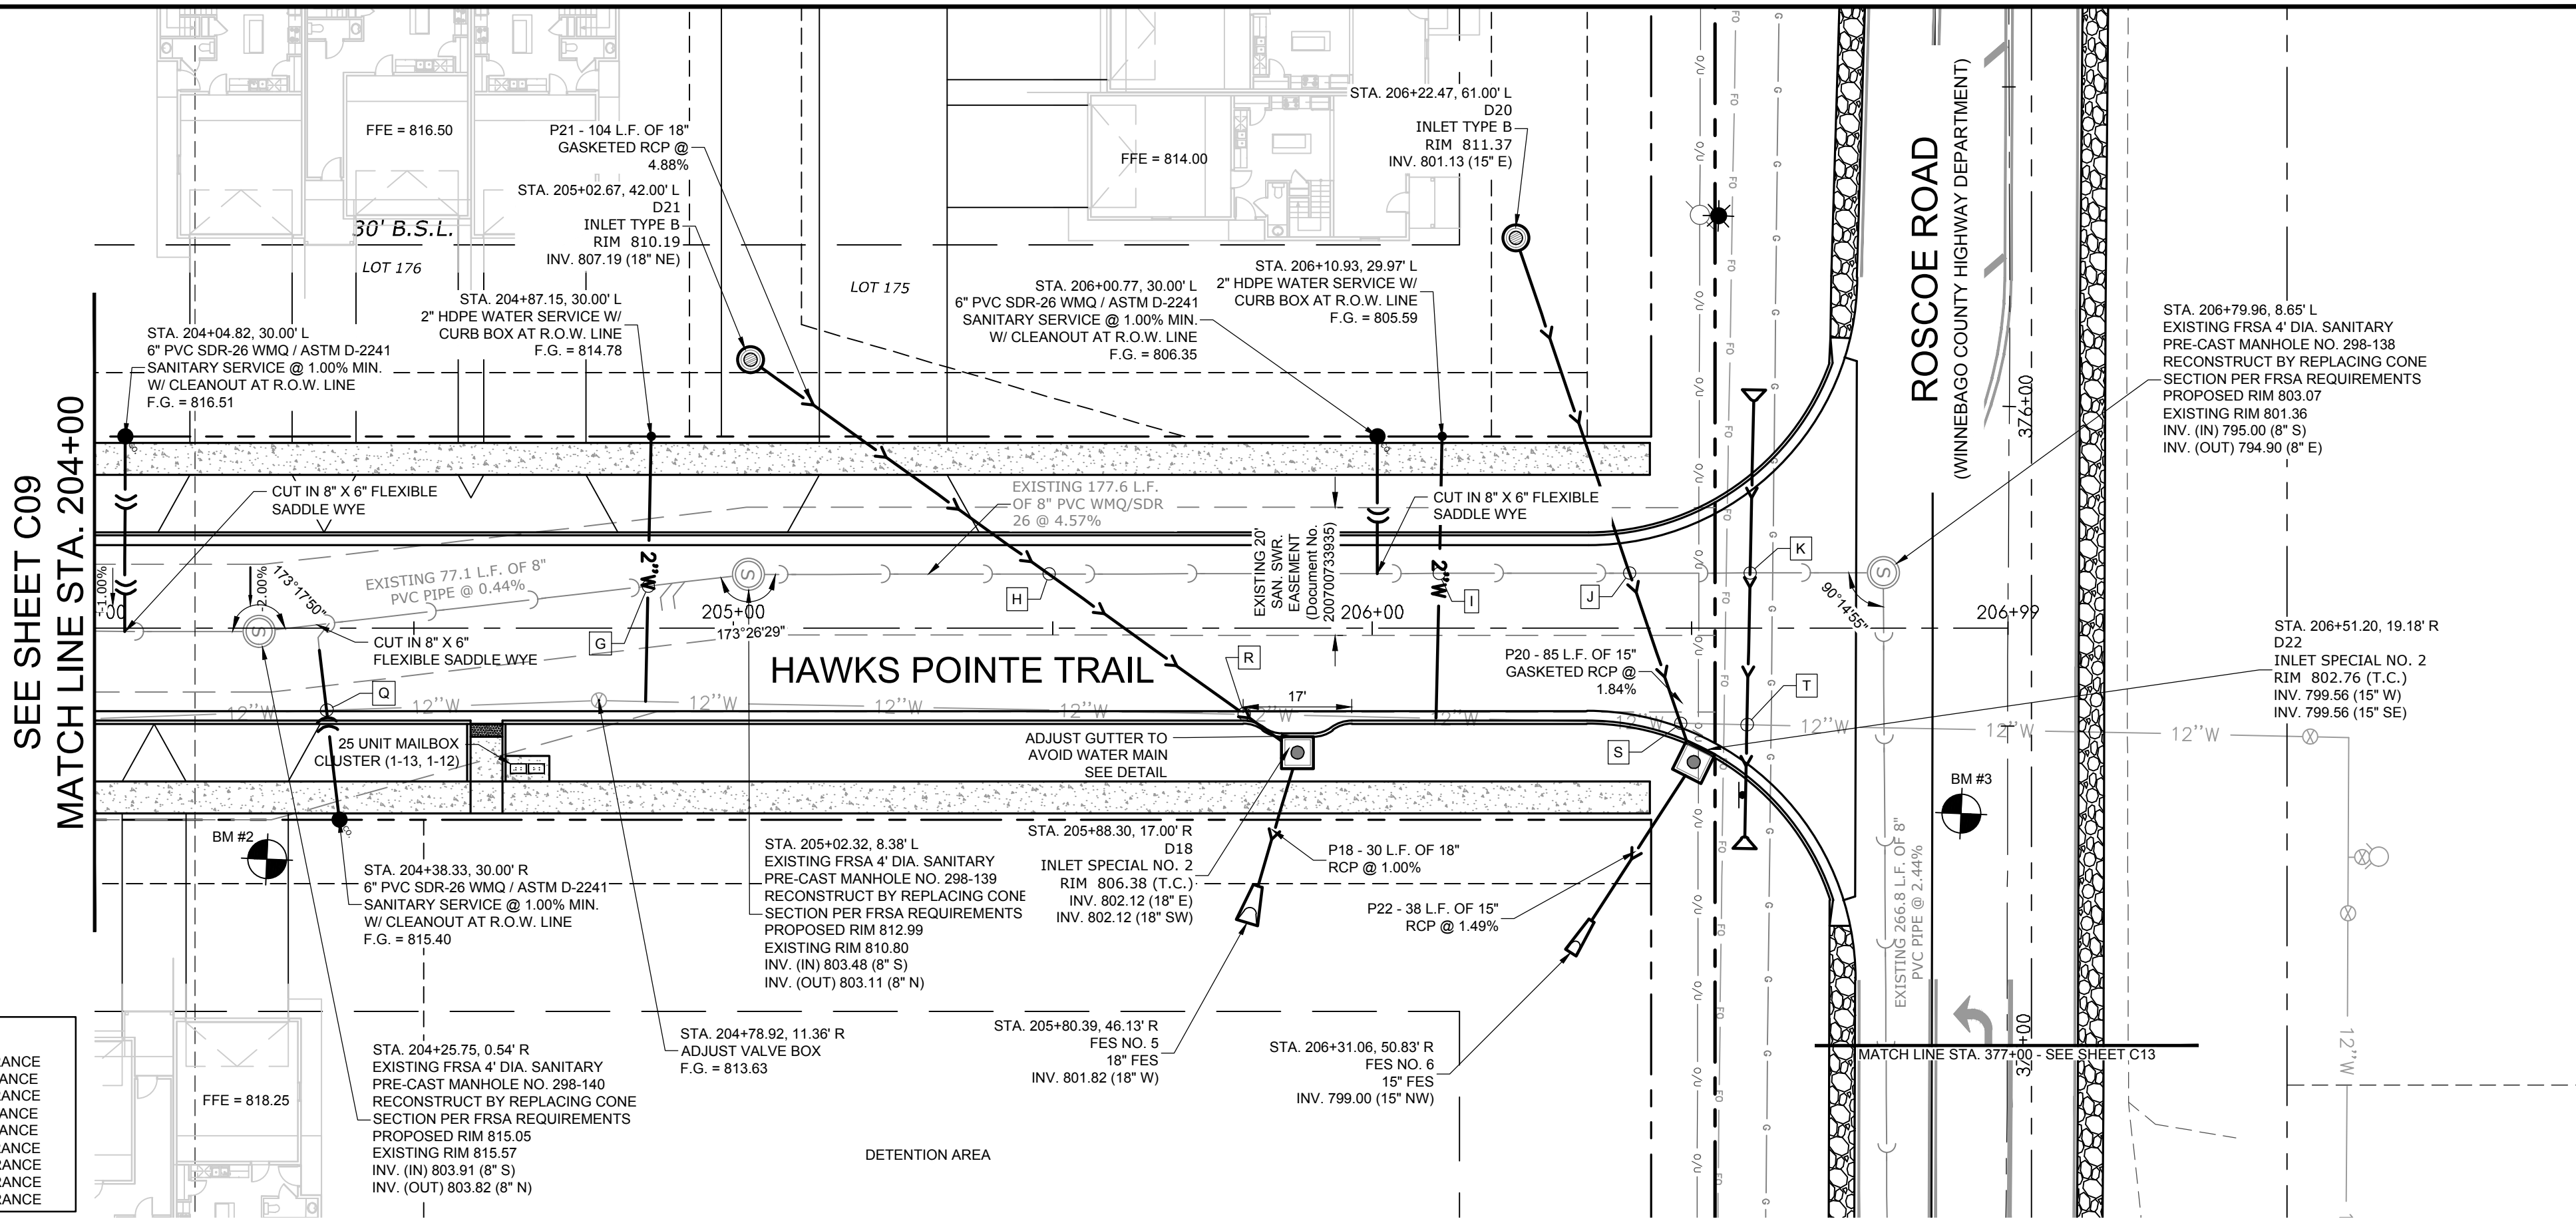 SEE SHEET C09
MATCH LINE STA. 204+00
FFE = 816.50
30' B.S.L.
LOT 176
P21 - 104 L.F. OF 18"
GASKETED RCP @
4.88%
STA. 205+02.67, 42.00' L
D21
INLET TYPE B
RIM 810.19
INV. 807.19 (18" NE)
STA. 204+04.82, 30.00' L
6" PVC SDR-26 WMQ / ASTM D-2241
SANITARY SERVICE @ 1.00% MIN.
W/ CLEANOUT AT R.O.W. LINE
F.G. = 816.51
STA. 204+87.15, 30.00' L
2" HDPE WATER SERVICE W/
CURB BOX AT R.O.W. LINE
F.G. = 814.78
LOT 175
FFE = 814.00
STA. 206+22.47, 61.00' L
D20
INLET TYPE B
RIM 811.37
INV. 801.13 (15" E)
STA. 206+00.77, 30.00' L
6" PVC SDR-26 WMQ / ASTM D-2241
SANITARY SERVICE @ 1.00% MIN.
W/ CLEANOUT AT R.O.W. LINE
F.G. = 806.35
STA. 206+10.93, 29.97' L
2" HDPE WATER SERVICE W/
CURB BOX AT R.O.W. LINE
F.G. = 805.59
ROSCOE ROAD
(WINNEBAGO COUNTY HIGHWAY DEPARTMENT)
376+00
STA. 206+79.96, 8.65' L
EXISTING FRSA 4' DIA. SANITARY
PRE-CAST MANHOLE NO. 298-138
RECONSTRUCT BY REPLACING CONE
SECTION PER FRSA REQUIREMENTS
PROPOSED RIM 803.07
EXISTING RIM 801.36
INV. (IN) 795.00 (8" S)
INV. (OUT) 794.90 (8" E)
CUT IN 8" X 6" FLEXIBLE
SADDLE WYE
EXISTING 177.6 L.F.
OF 8" PVC WMQ/SDR
26 @ 4.57%
CUT IN 8" X 6" FLEXIBLE
SADDLE WYE
EXISTING 20'
SAN. SWR.
EASEMENT
(Document No.
20070073­3935)
2"W
2"W
-1.00%
+00
-2.00%
173°17'50"
EXISTING 77.1 L.F. OF 8"
PVC PIPE @ 0.44%
CUT IN 8" X 6"
FLEXIBLE SADDLE WYE
G
205+00
173°26'29"
H
I
206+00
J
K
90°14'55"
206+99
HAWKS POINTE TRAIL
Q
R
17'
P20 - 85 L.F. OF 15"
GASKETED RCP @
1.84%
T
S
12"W
12"W
12"W
12"W
12"W
12"W
12"W
12"W
12"W
12"W
12"W
12"W
STA. 206+51.20, 19.18' R
D22
INLET SPECIAL NO. 2
RIM 802.76 (T.C.)
INV. 799.56 (15" W)
INV. 799.56 (15" SE)
25 UNIT MAILBOX
CLUSTER (1-13, 1-12)
ADJUST GUTTER TO
AVOID WATER MAIN
SEE DETAIL
BM #2
BM #3
STA. 204+38.33, 30.00' R
6" PVC SDR-26 WMQ / ASTM D-2241
SANITARY SERVICE @ 1.00% MIN.
W/ CLEANOUT AT R.O.W. LINE
F.G. = 815.40
STA. 205+02.32, 8.38' L
EXISTING FRSA 4' DIA. SANITARY
PRE-CAST MANHOLE NO. 298-139
RECONSTRUCT BY REPLACING CONE
SECTION PER FRSA REQUIREMENTS
PROPOSED RIM 812.99
EXISTING RIM 810.80
INV. (IN) 803.48 (8" S)
INV. (OUT) 803.11 (8" N)
STA. 205+88.30, 17.00' R
D18
INLET SPECIAL NO. 2
RIM 806.38 (T.C.)
INV. 802.12 (18" E)
INV. 802.12 (18" SW)
P18 - 30 L.F. OF 18"
RCP @ 1.00%
P22 - 38 L.F. OF 15"
RCP @ 1.49%
EXISTING 266.8 L.F. OF 8"
PVC PIPE @ 2.44%
STA. 204+25.75, 0.54' R
EXISTING FRSA 4' DIA. SANITARY
PRE-CAST MANHOLE NO. 298-140
RECONSTRUCT BY REPLACING CONE
SECTION PER FRSA REQUIREMENTS
PROPOSED RIM 815.05
EXISTING RIM 815.57
INV. (IN) 803.91 (8" S)
INV. (OUT) 803.82 (8" N)
STA. 204+78.92, 11.36' R
ADJUST VALVE BOX
F.G. = 813.63
STA. 205+80.39, 46.13' R
FES NO. 5
18" FES
INV. 801.82 (18" W)
STA. 206+31.06, 50.83' R
FES NO. 6
15" FES
INV. 799.00 (15" NW)
MATCH LINE STA. 377+00 - SEE SHEET C13
FFE = 818.25
DETENTION AREA
RANCE
ANCE
RANCE
ANCE
ANCE
RANCE
RANCE
RANCE
RANCE